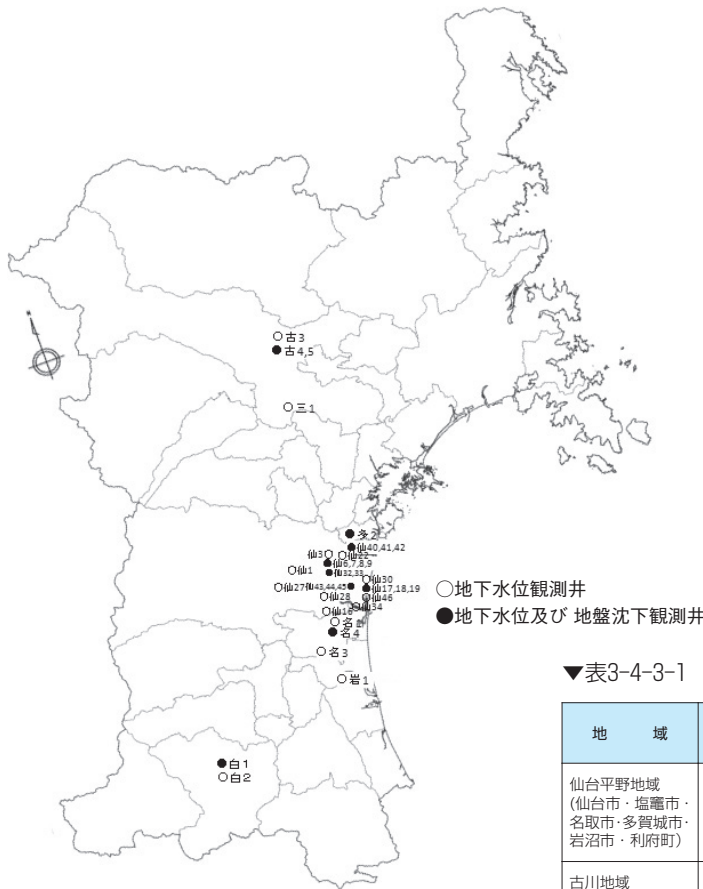 古3
古4,5
三1
多2
仙40,41,42
仙3
仙22
仙6,7,8,9
仙1
仙32,33
仙30
仙27
仙43,44,45
仙17,18,19
仙28
仙46
仙34
仙16
名1
名4
名3
岩1
白1
白2
○地下水位観測井
●地下水位及び 地盤沈下観測井
▼表3-4-3-1
地 域
仙台平野地域
(仙台市・塩竈市・
名取市・多賀城市・
岩沼市・利府町)
古川地域